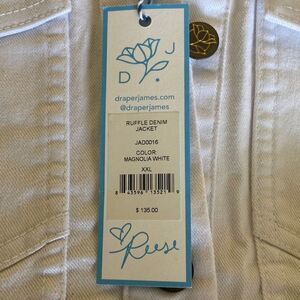 D J
draperjames.com
@draperjames
RUFFLE DENIM
JACKET
JAD0016
COLOR:
MAGNOLIA WHITE
XXL
$ 135.00
Reese